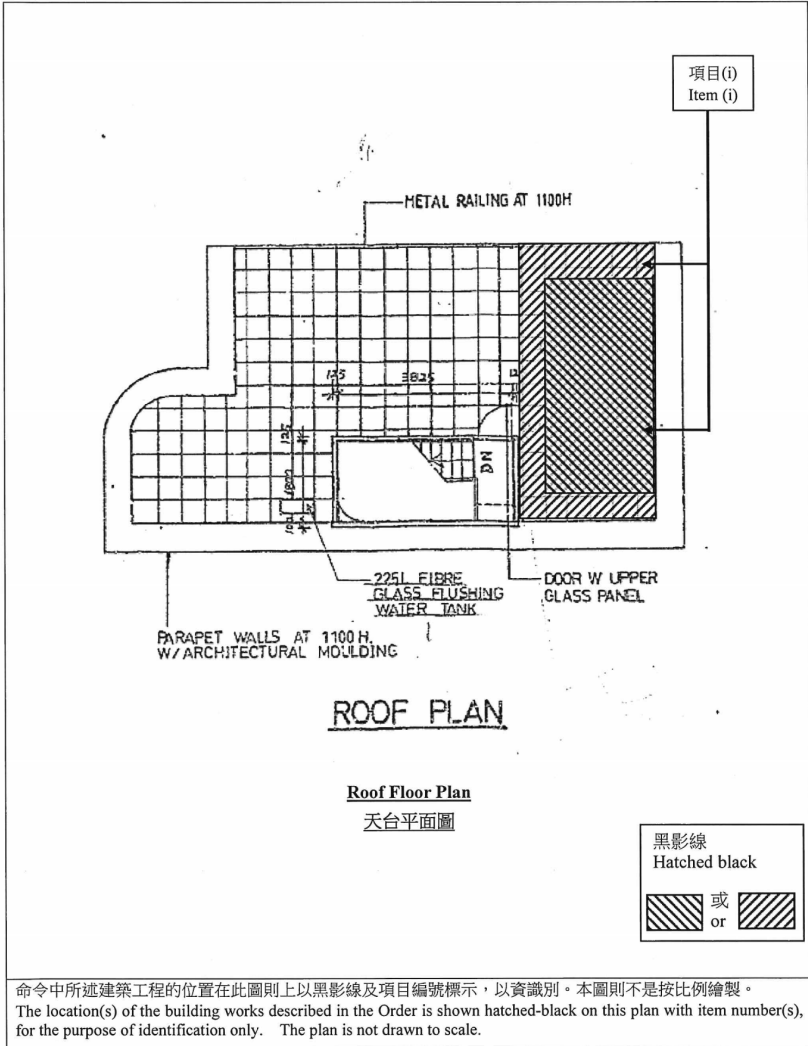 項目(i)
Item (i)
METAL RAILING AT 1100H
125
3825
12
125
1800
100
DN
225L FIBRE
GLASS FLUSHING
WATER TANK
DOOR W UPPER
GLASS PANEL
PARAPET WALLS AT 1100H.
W/ARCHITECTURAL MOULDING
ROOF PLAN
Roof Floor Plan
天台平面圖
黑影線
Hatched black
或
or
命令中所述建築工程的位置在此圖則上以黑影線及項目編號標示，以資識別。本圖則不是按比例繪製。
The location(s) of the building works described in the Order is shown hatched-black on this plan with item number(s),
for the purpose of identification only. The plan is not drawn to scale.